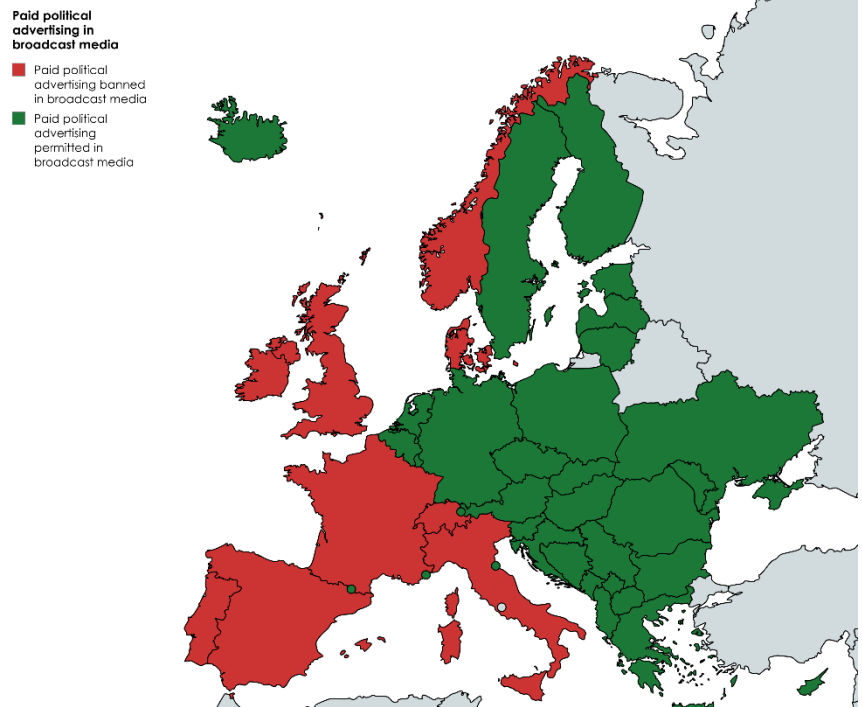 Paid political
advertising in
broadcast media
Paid political
advertising banned
in broadcast media
Paid political
advertising
permitted in
broadcast media